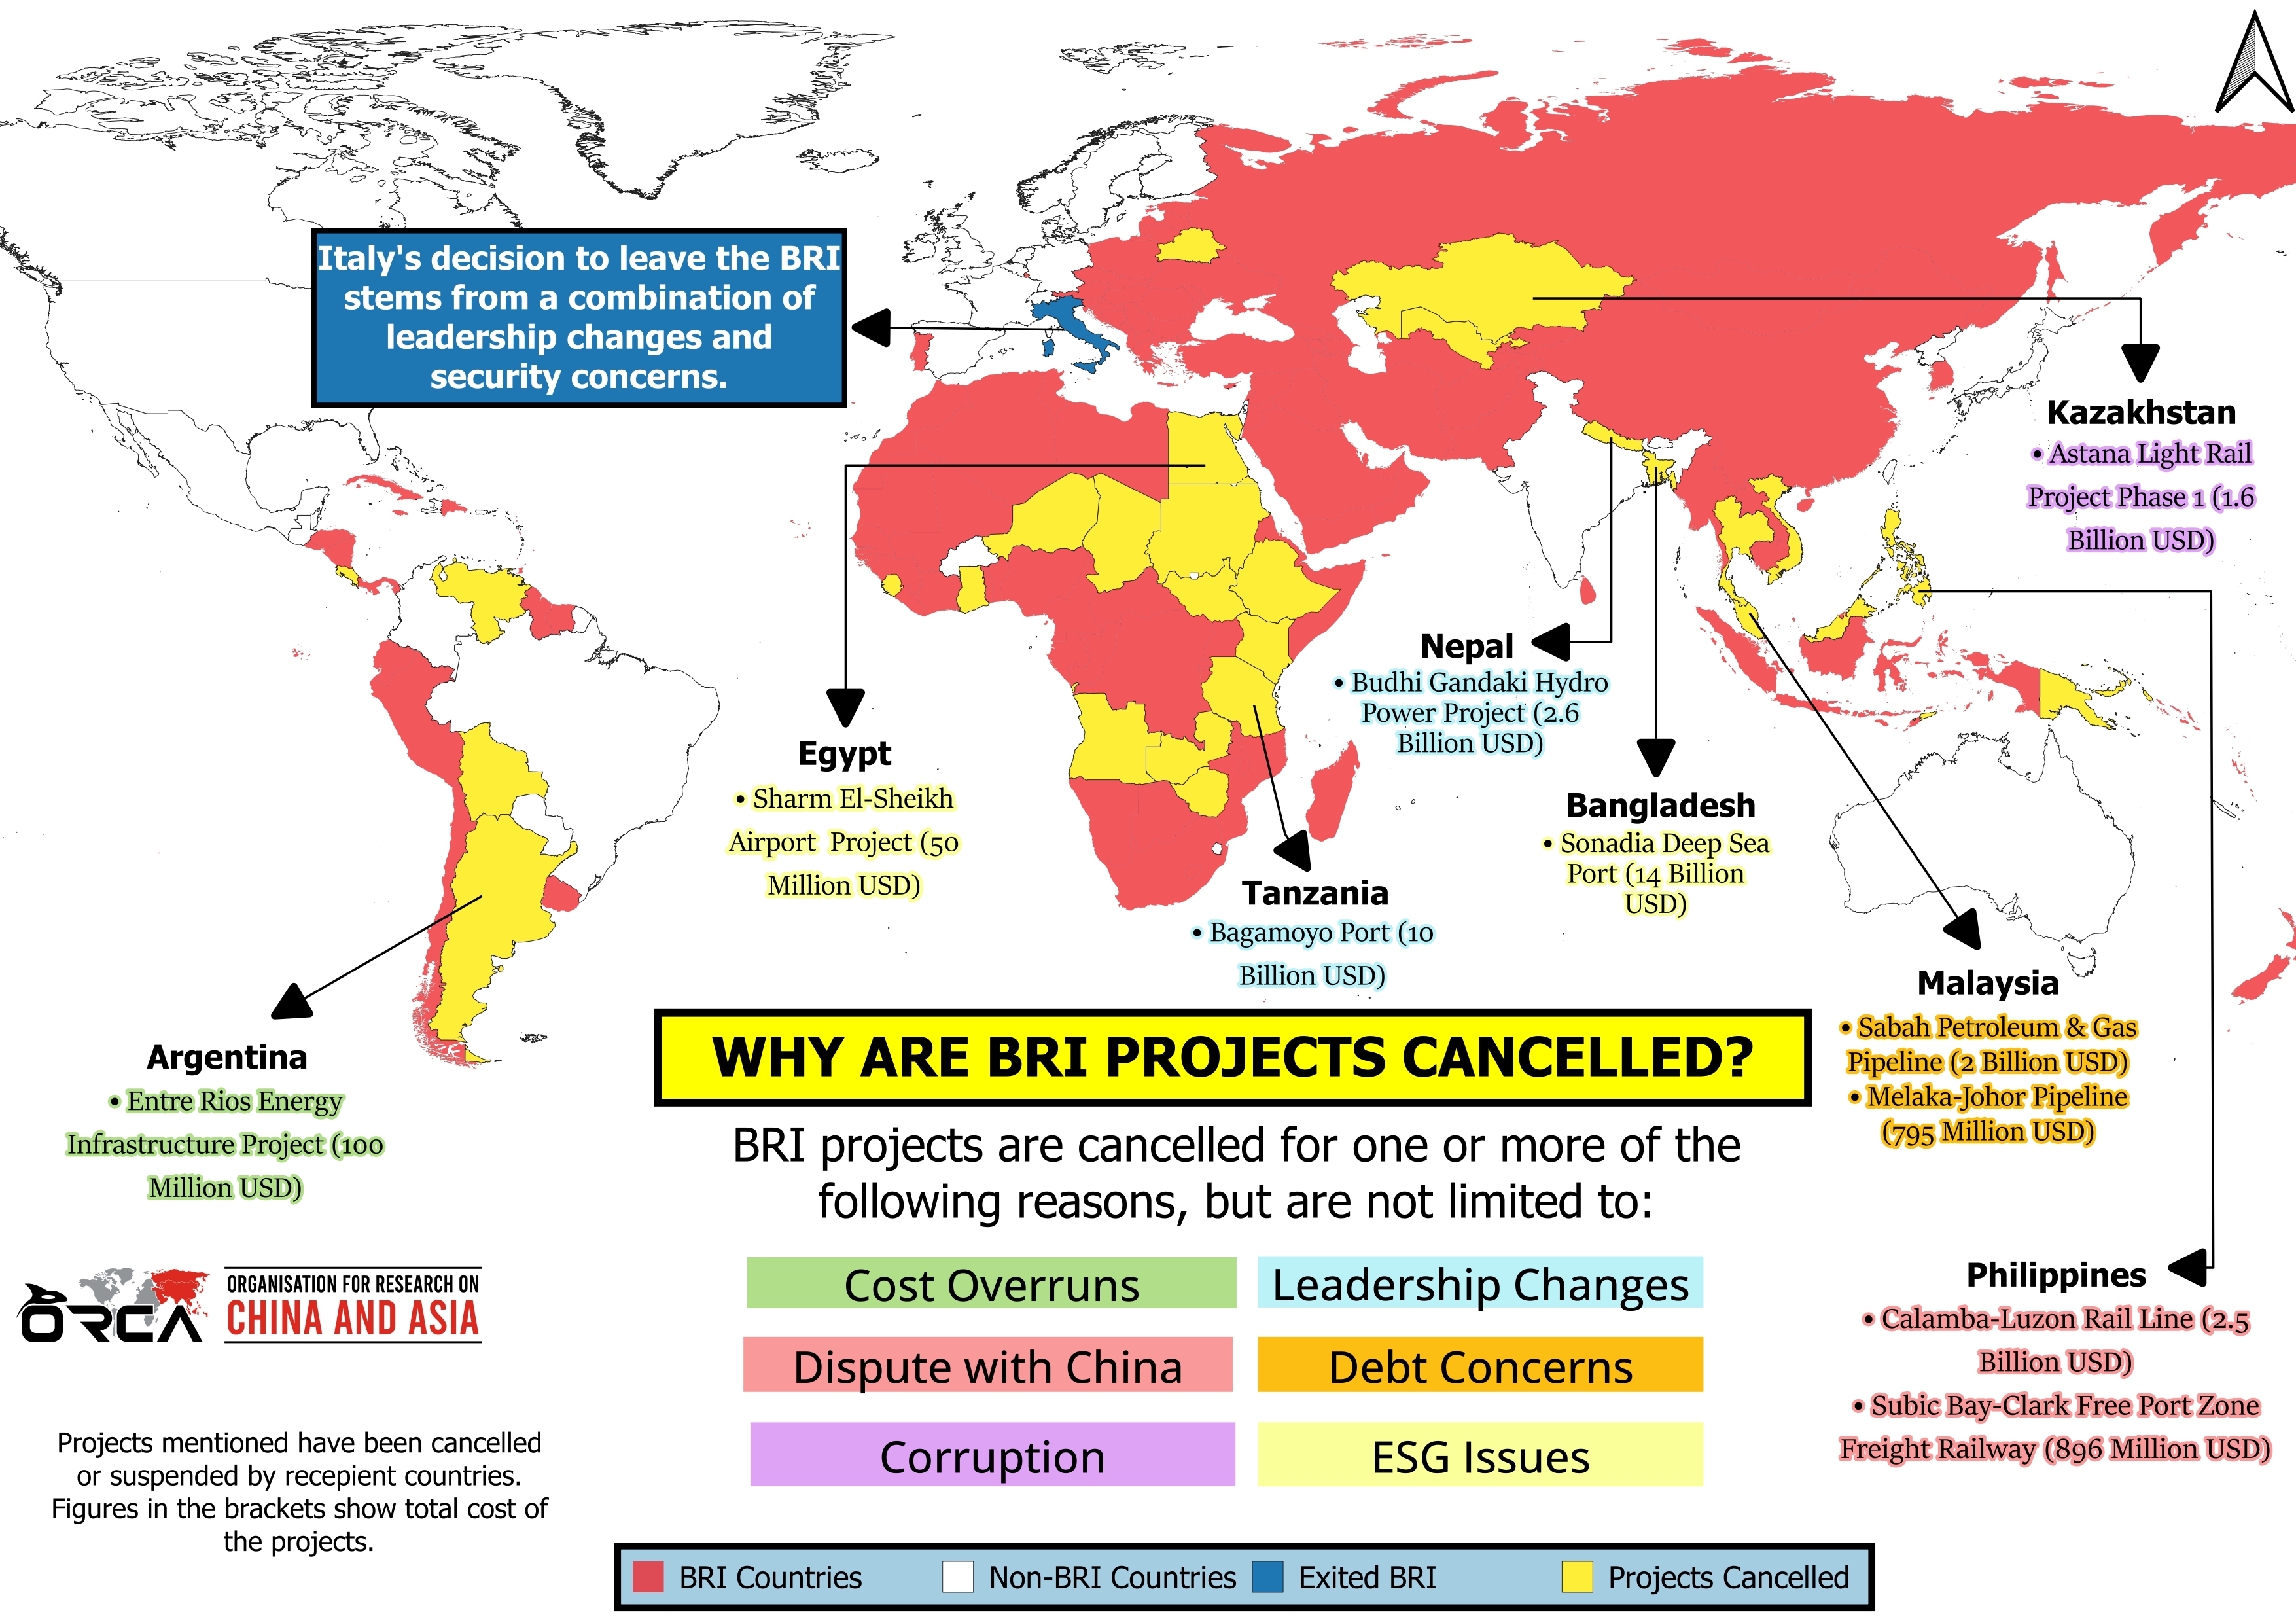 Italy's decision to leave the BRI
stems from a combination of
leadership changes and
security concerns.
Kazakhstan
• Astana Light Rail
Project Phase 1 (1.6
Billion USD)
Nepal
• Budhi Gandaki Hydro
Power Project (2.6
Billion USD)
Egypt
• Sharm El-Sheikh
Airport Project (50
Million USD)
Bangladesh
• Sonadia Deep Sea
Port (14 Billion
USD)
Tanzania
• Bagamoyo Port (10
Billion USD)
Malaysia
• Sabah Petroleum & Gas
Pipeline (2 Billion USD)
• Melaka-Johor Pipeline
(795 Million USD)
Argentina
• Entre Rios Energy
Infrastructure Project (100
Million USD)
WHY ARE BRI PROJECTS CANCELLED?
BRI projects are cancelled for one or more of the
following reasons, but are not limited to:
Cost Overruns
Leadership Changes
Dispute with China
Debt Concerns
Corruption
ESG Issues
Philippines
• Calamba-Luzon Rail Line (2.5
Billion USD)
• Subic Bay-Clark Free Port Zone
Freight Railway (896 Million USD)
ORCA
ORGANISATION FOR RESEARCH ON
CHINA AND ASIA
Projects mentioned have been cancelled
or suspended by recepient countries.
Figures in the brackets show total cost of
the projects.
BRI Countries
Non-BRI Countries
Exited BRI
Projects Cancelled